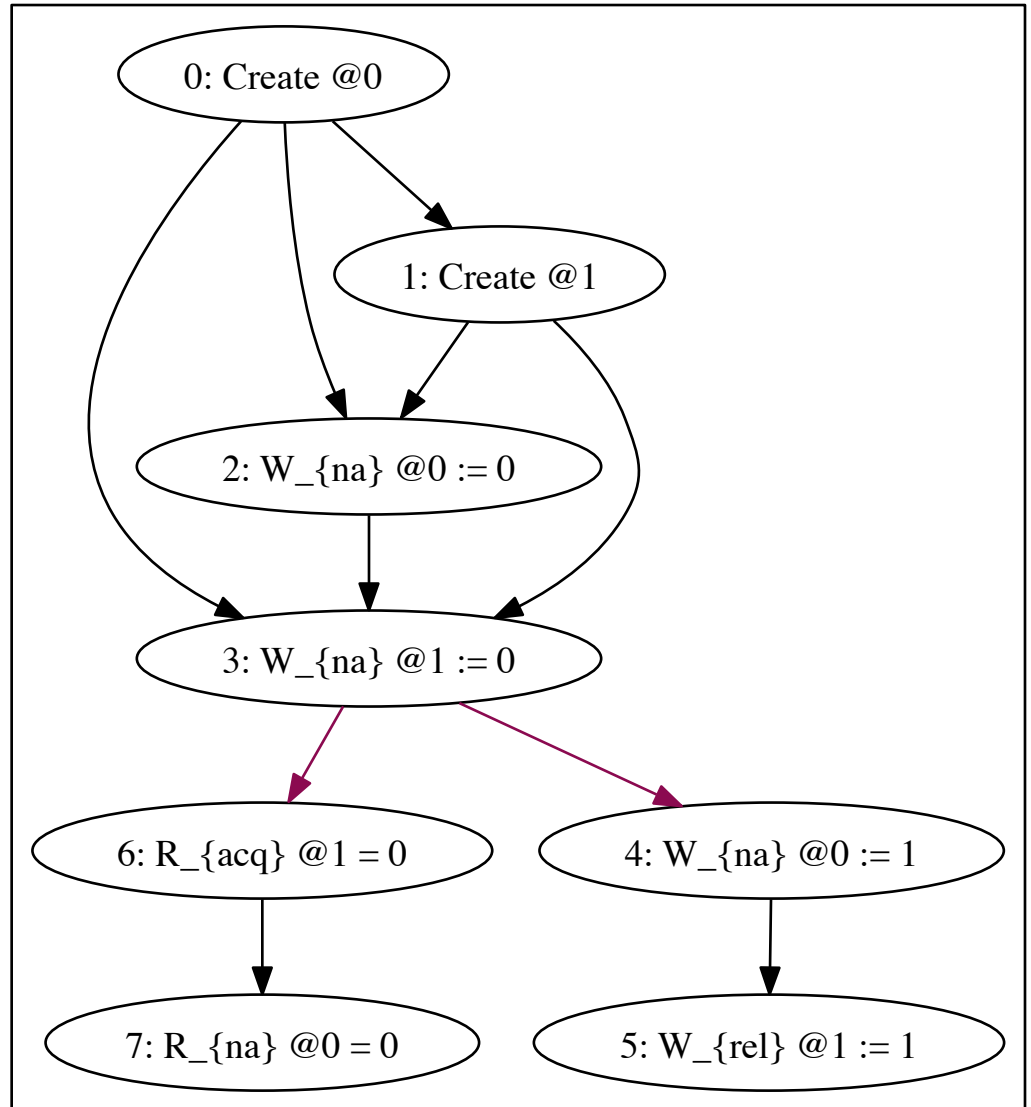 0: Create @0
1: Create @1
2: W_{na} @0 := 0
3: W_{na} @1 := 0
6: R_{acq} @1 = 0
4: W_{na} @0 := 1
7: R_{na} @0 = 0
5: W_{rel} @1 := 1